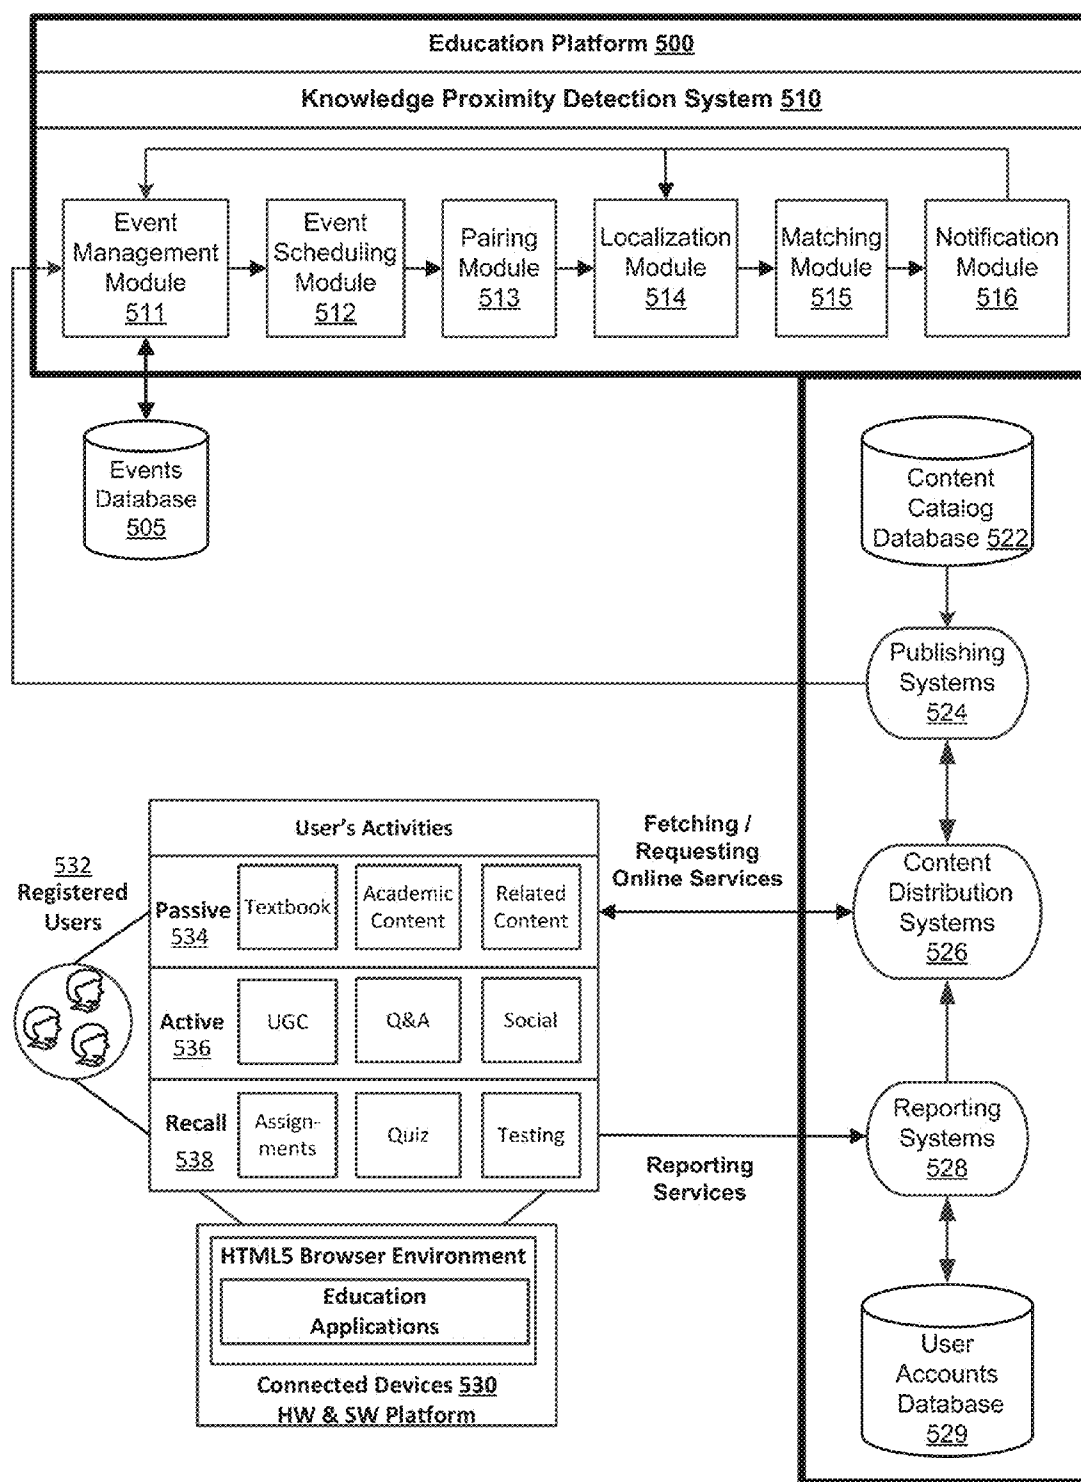 Education Platform 500
Knowledge Proximity Detection System 510
Event
Management
Module
511
Event
Scheduling
Module
512
Pairing
Module
513
Localization
Module
514
Matching
Module
515
Notification
Module
516
Events
Database
505
Content
Catalog
Database 522
Publishing
Systems
524
User's Activities
Fetching /
Requesting
Online Services
532
Registered
Users
Passive
534
Textbook
Academic
Content
Related
Content
Content
Distribution
Systems
526
Active
536
UGC
Q&A
Social
Recall
538
Assign-
ments
Quiz
Testing
Reporting
Services
Reporting
Systems
528
HTML5 Browser Environment
Education
Applications
Connected Devices 530
HW & SW Platform
User
Accounts
Database
529